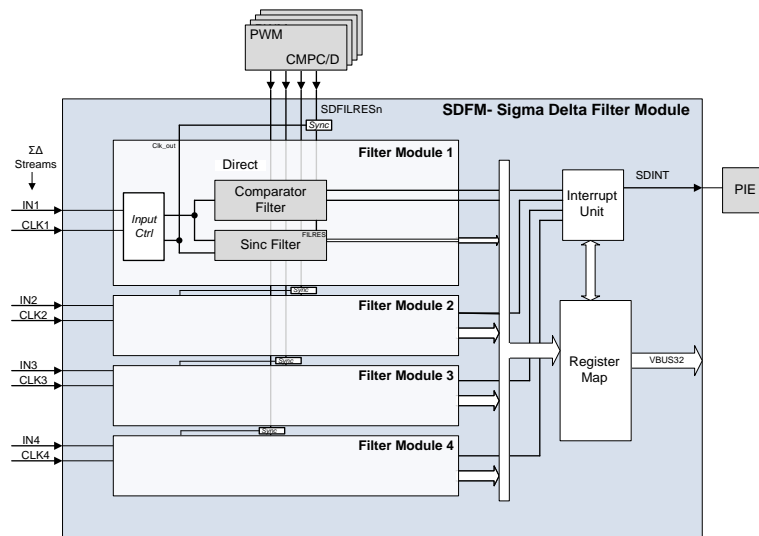 PWM
CMPC/D
SDFILRESn
SDFM- Sigma Delta Filter Module
Sync
ΣΔ
Streams
Clk_out
Filter Module 1
Direct
Comparator
Filter
Input
Ctrl
Sinc Filter
FILRES
IN1
CLK1
Interrupt
Unit
SDINT
PIE
Sync
IN2
CLK2
Filter Module 2
Sync
IN3
CLK3
Filter Module 3
Register
Map
VBUS32
Sync
IN4
CLK4
Filter Module 4